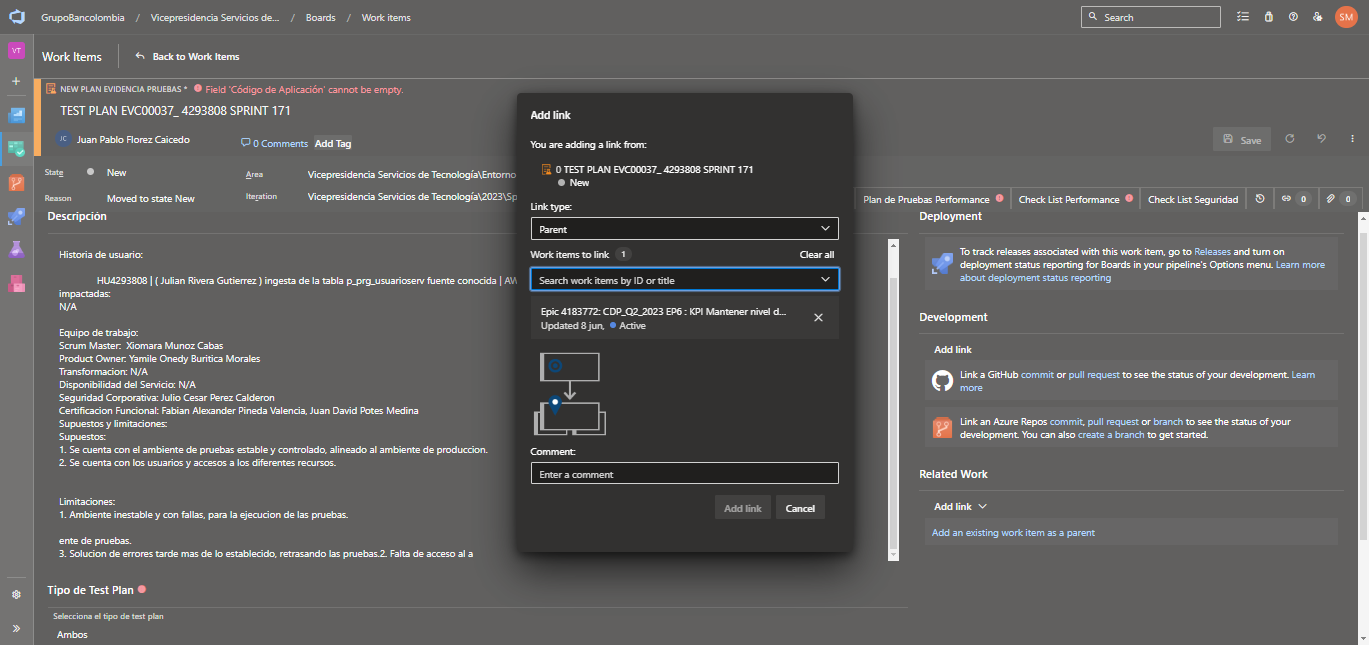 GrupoBancolombia / Vicepresidencia Servicios de... / Boards / Work items
Search
SM
VT
Work Items
Back to Work Items
NEW PLAN EVIDENCIA PRUEBAS * Field 'Código de Aplicación' cannot be empty.
TEST PLAN EVC00037_ 4293808 SPRINT 171
JC Juan Pablo Florez Caicedo
0 Comments Add Tag
Save
State New
Area Vicepresidencia Servicios de Tecnología\Entorno
Reason Moved to state New
Iteration Vicepresidencia Servicios de Tecnología\2023\Sp
Plan de Pruebas Performance
Check List Performance
Check List Seguridad
0
0
Descripción
Historia de usuario:
HU4293808 | ( Julian Rivera Gutierrez ) ingesta de la tabla p_prg_usuarioserv fuente conocida | AW
impactadas:
N/A
Equipo de trabajo:
Scrum Master: Xiomara Munoz Cabas
Product Owner: Yamile Onedy Buritica Morales
Transformacion: N/A
Disponibilidad del Servicio: N/A
Seguridad Corporativa: Julio Cesar Perez Calderon
Certificacion Funcional: Fabian Alexander Pineda Valencia, Juan David Potes Medina
Supuestos y limitaciones:
Supuestos:
1. Se cuenta con el ambiente de pruebas estable y controlado, alineado al ambiente de produccion.
2. Se cuenta con los usuarios y accesos a los diferentes recursos.
Limitaciones:
1. Ambiente inestable y con fallas, para la ejecucion de las pruebas.
ente de pruebas.
3. Solucion de errores tarde mas de lo establecido, retrasando las pruebas.2. Falta de acceso al a
Tipo de Test Plan
Selecciona el tipo de test plan
Ambos
Add link
You are adding a link from:
0 TEST PLAN EVC00037_ 4293808 SPRINT 171
New
Link type:
Parent
Work items to link 1
Clear all
Search work items by ID or title
Epic 4183772: CDP_Q2_2023 EP6 : KPI Mantener nivel d...
Updated 8 jun, Active
Comment:
Enter a comment
Add link
Cancel
Deployment
To track releases associated with this work item, go to Releases and turn on
deployment status reporting for Boards in your pipeline's Options menu. Learn more
about deployment status reporting
Development
Add link
Link a GitHub commit or pull request to see the status of your development. Learn
more
Link an Azure Repos commit, pull request or branch to see the status of your
development. You can also create a branch to get started.
Related Work
Add link
Add an existing work item as a parent